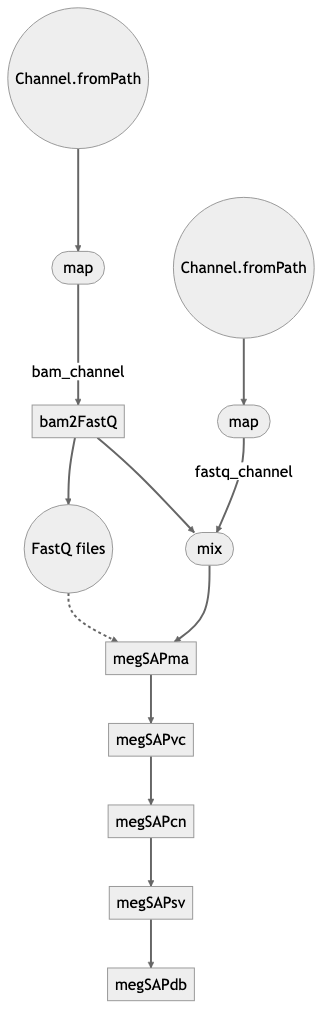 Channel.fromPath
map
Channel.fromPath
bam_channel
bam2FastQ
map
fastq_channel
FastQ files
mix
megSAPma
megSAPvc
megSAPcn
megSAPsv
megSAPdb